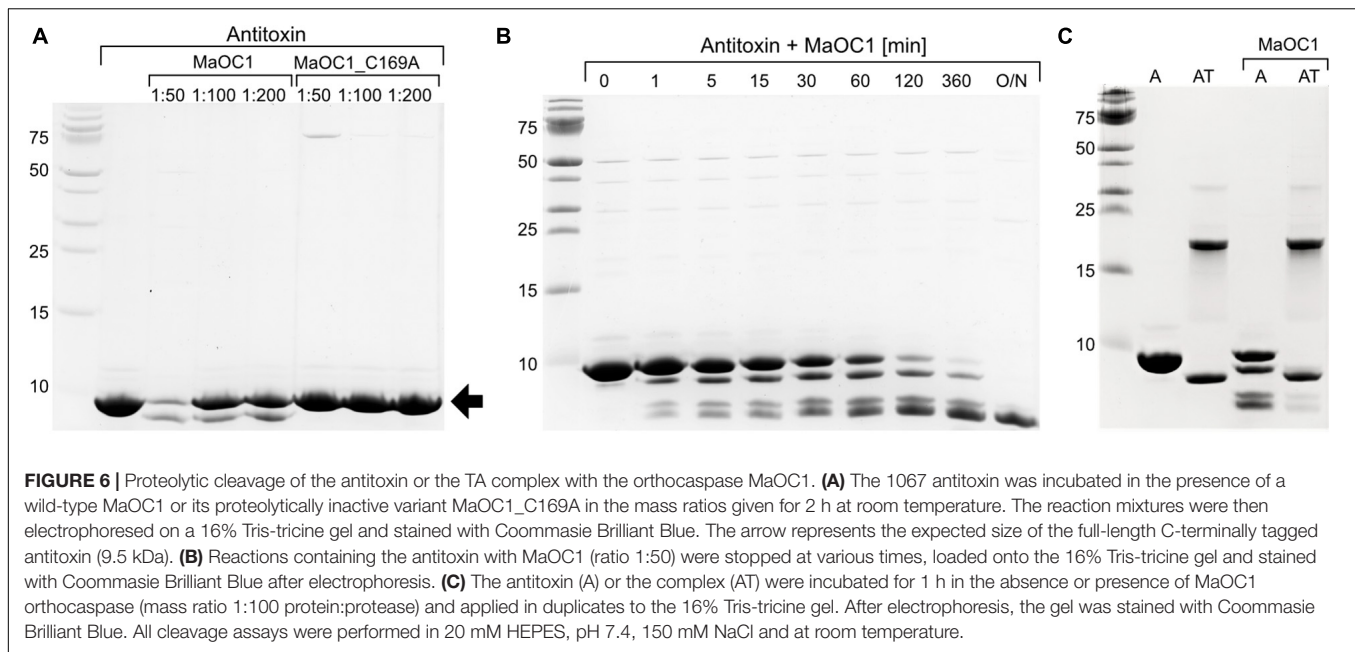 A
Antitoxin
MaOC1 MaOC1_C169A
1:50 1:100 1:200 1:50 1:100 1:200
75
50
25
15
10
B
Antitoxin + MaOC1 [min]
0 1 5 15 30 60 120 360 O/N
75
50
25
15
10
C
MaOC1
A AT A AT
75
50
25
15
10
FIGURE 6 | Proteolytic cleavage of the antitoxin or the TA complex with the orthocaspase MaOC1. (A) The 1067 antitoxin was incubated in the presence of a
wild-type MaOC1 or its proteolytically inactive variant MaOC1_C169A in the mass ratios given for 2 h at room temperature. The reaction mixtures were then
electrophoresed on a 16% Tris-tricine gel and stained with Coommasie Brilliant Blue. The arrow represents the expected size of the full-length C-terminally tagged
antitoxin (9.5 kDa). (B) Reactions containing the antitoxin with MaOC1 (ratio 1:50) were stopped at various times, loaded onto the 16% Tris-tricine gel and stained
with Coommasie Brilliant Blue after electrophoresis. (C) The antitoxin (A) or the complex (AT) were incubated for 1 h in the absence or presence of MaOC1
orthocaspase (mass ratio 1:100 protein:protease) and applied in duplicates to the 16% Tris-tricine gel. After electrophoresis, the gel was stained with Coommasie
Brilliant Blue. All cleavage assays were performed in 20 mM HEPES, pH 7.4, 150 mM NaCl and at room temperature.